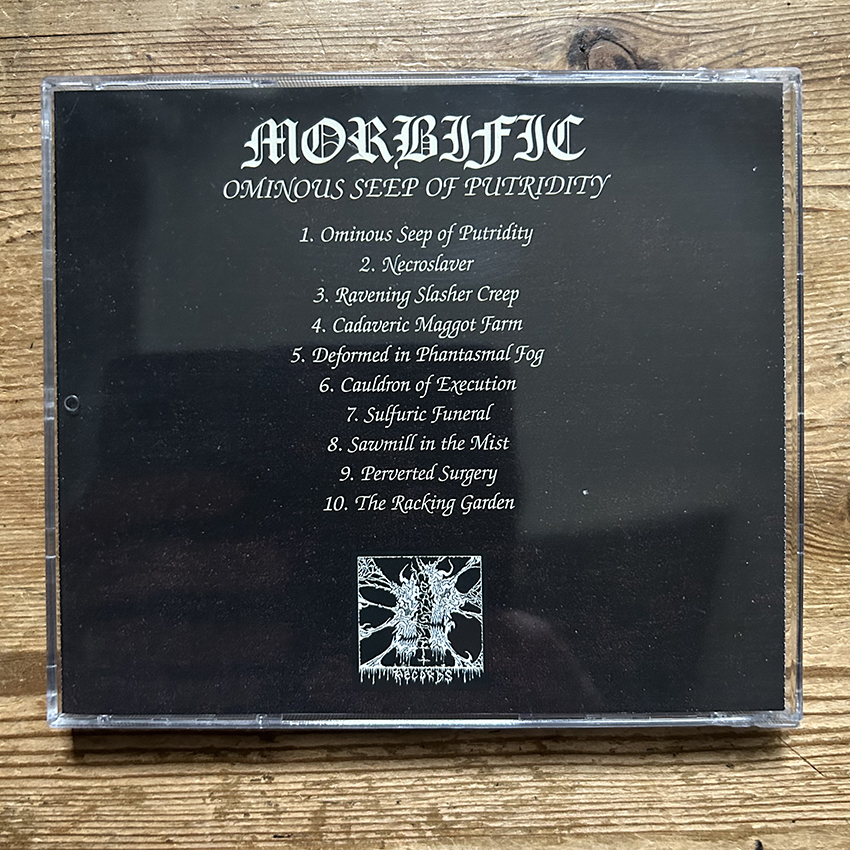 MORBIFIC
OMINOUS SEEP OF PUTRIDITY
1. Ominous Seep of Putridity
2. Necroslaver
3. Ravening Slasher Creep
4. Cadaveric Maggot Farm
5. Deformed in Phantasmal Fog
6. Cauldron of Execution
7. Sulfuric Funeral
8. Sawmill in the Mist
9. Perverted Surgery
10. The Racking Garden
RECORDS